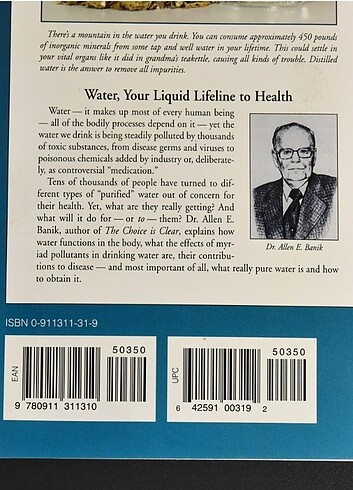 There's a mountain in the water you drink. You can consume approximately 450 pounds
of inorganic minerals from some tap and well water in your lifetime. This could settle in
your vital organs like it did in grandma's teakettle, causing all kinds of trouble. Distilled
water is the answer to remove all impurities.
Water, Your Liquid Lifeline to Health
Water — it makes up most of every human being
— all of the bodily processes depend on it — yet the
water we drink is being steadily polluted by thousands
of toxic substances, from disease germs and viruses to
poisonous chemicals added by industry or, deliberate-
ly, as controversial “medication.”
Tens of thousands of people have turned to dif-
ferent types of “purified” water out of concern for
their health. Yet, what are they really getting? And
what will it do for — or to — them? Dr. Allen E.
Banik, author of The Choice is Clear, explains how
water functions in the body, what the effects of myr-
iad pollutants in drinking water are, their contribu-
tions to disease — and most important of all, what really pure water is and how
to obtain it.
Dr. Allen E. Banik
ISBN 0-911311-31-9
EAN
50350
9 780911 311310
UPC
50350
6 42591 00319 2